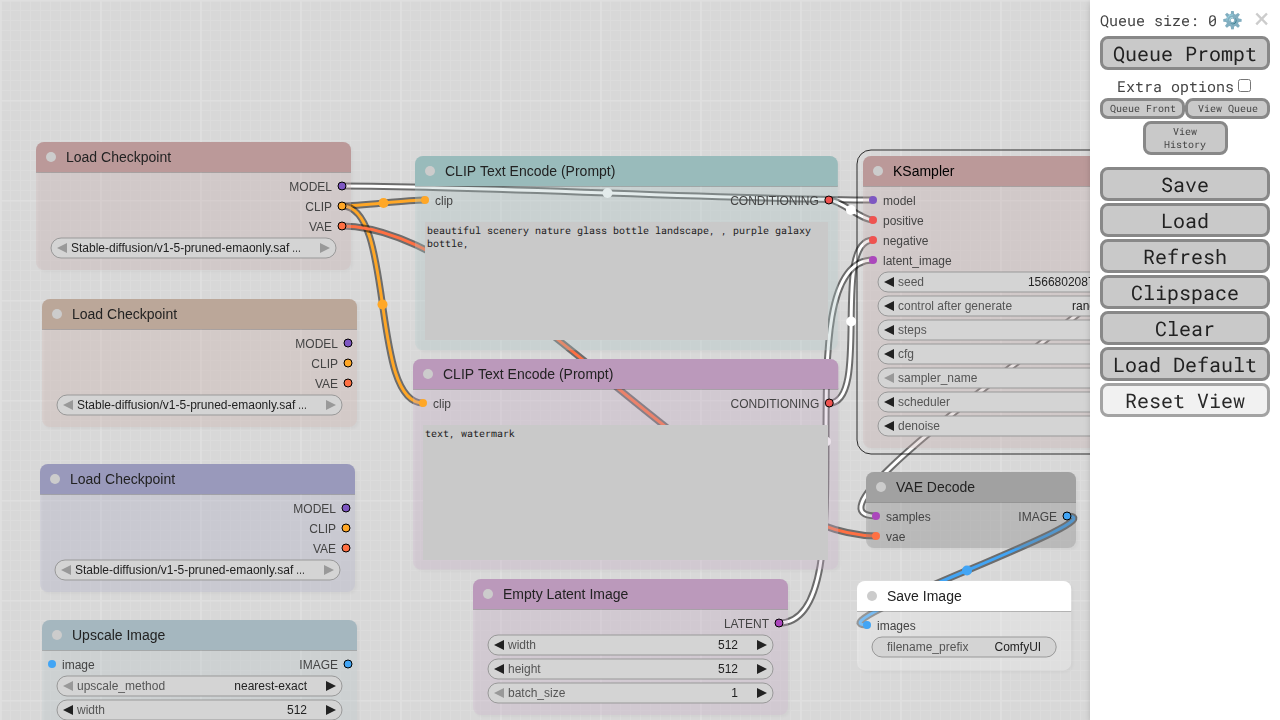 Queue size: 0
Queue Prompt
Extra options
Queue Front
View Queue
View
History
Save
Load
Refresh
Clipspace
Clear
Load Default
Reset View
Load Checkpoint
MODEL
CLIP
VAE
Stable-diffusion/v1-5-pruned-emaonly.saf ...
Load Checkpoint
MODEL
CLIP
VAE
Stable-diffusion/v1-5-pruned-emaonly.saf ...
Load Checkpoint
MODEL
CLIP
VAE
Stable-diffusion/v1-5-pruned-emaonly.saf ...
Upscale Image
image IMAGE
upscale_method nearest-exact
width 512
CLIP Text Encode (Prompt)
clip CONDITIONING
beautiful scenery nature glass bottle landscape, , purple galaxy
bottle,
CLIP Text Encode (Prompt)
clip CONDITIONING
text, watermark
Empty Latent Image
LATENT
width 512
height 512
batch_size 1
KSampler
model
positive
negative
latent_image
seed 1566802087
control after generate ran
steps
cfg
sampler_name
scheduler
denoise
VAE Decode
samples IMAGE
vae
Save Image
images
filename_prefix ComfyUI